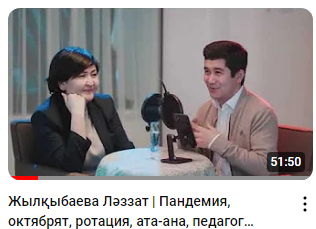 51:50
Жылқыбаева Ләззат | Пандемия,
октябрят, ротация, ата-ана, педагог...